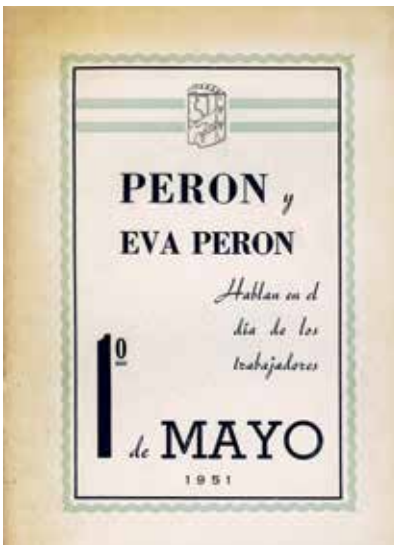 PERON y
EVA PERON
Hablan en el
día de los
trabajadores
1º
de MAYO
1951